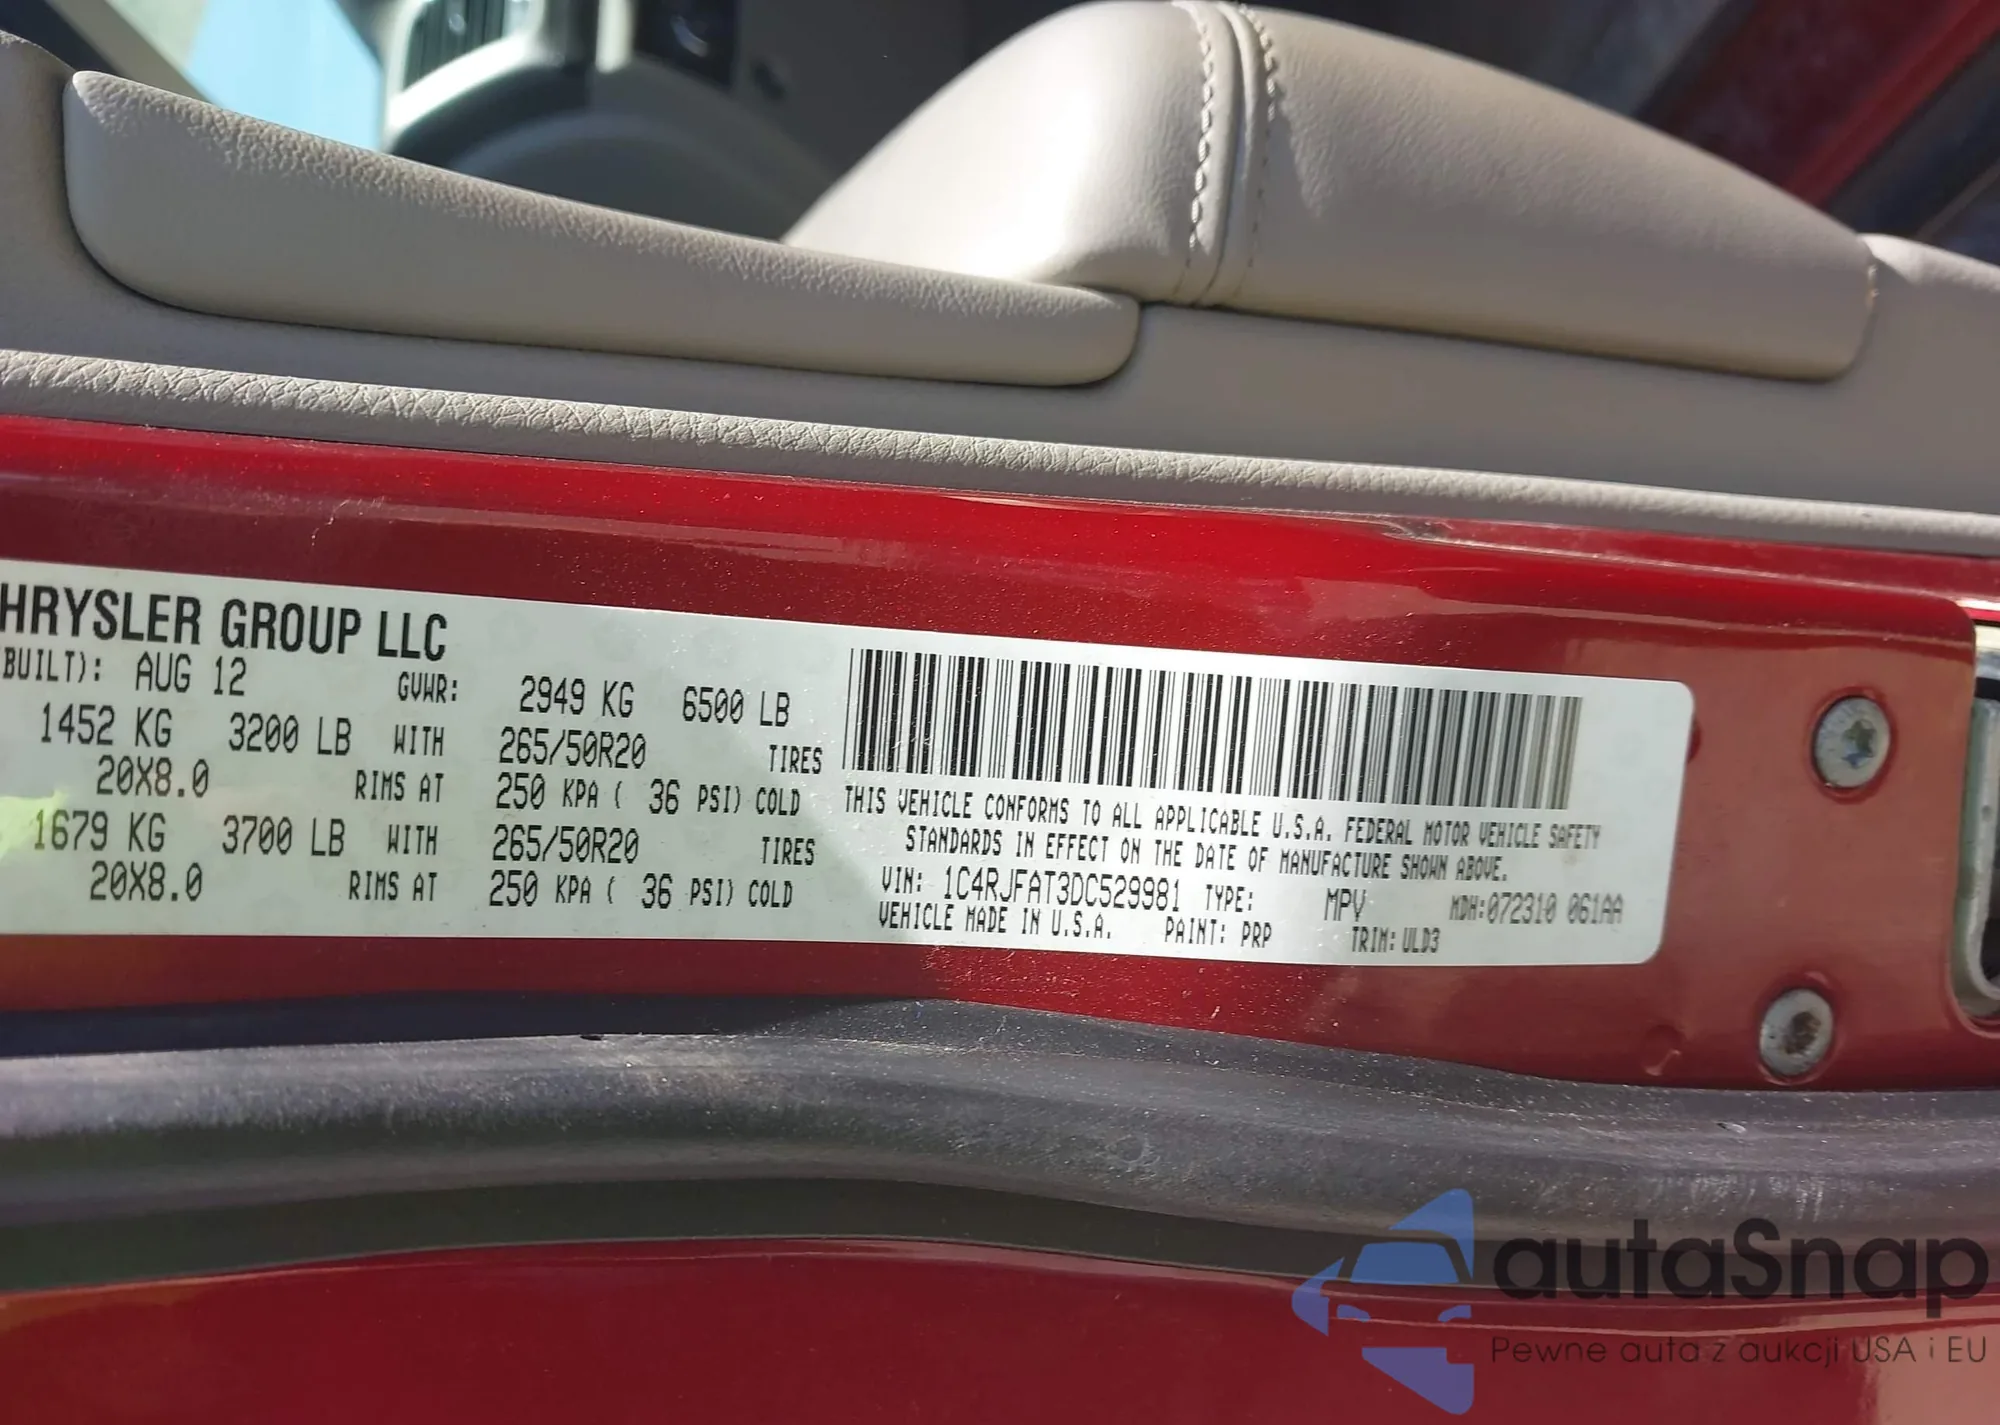 HRYSLER GROUP LLC
BUILT): AUG 12 GVWR: 2949 KG 6500 LB
1452 KG 3200 LB WITH 265/50R20 TIRES
20X8.0 RIMS AT 250 KPA ( 36 PSI) COLD
1679 KG 3700 LB WITH 265/50R20 TIRES
20X8.0 RIMS AT 250 KPA ( 36 PSI) COLD
THIS VEHICLE CONFORMS TO ALL APPLICABLE U.S.A. FEDERAL MOTOR VEHICLE SAFETY
STANDARDS IN EFFECT ON THE DATE OF MANUFACTURE SHOWN ABOVE.
VIN: 1C4RJFAT3DC529981 TYPE: MPV MDH:072310 061AA
VEHICLE MADE IN U.S.A. PAINT: PRP TRIM: ULD3
autaSnap
Pewne auta z aukcji USA i EU